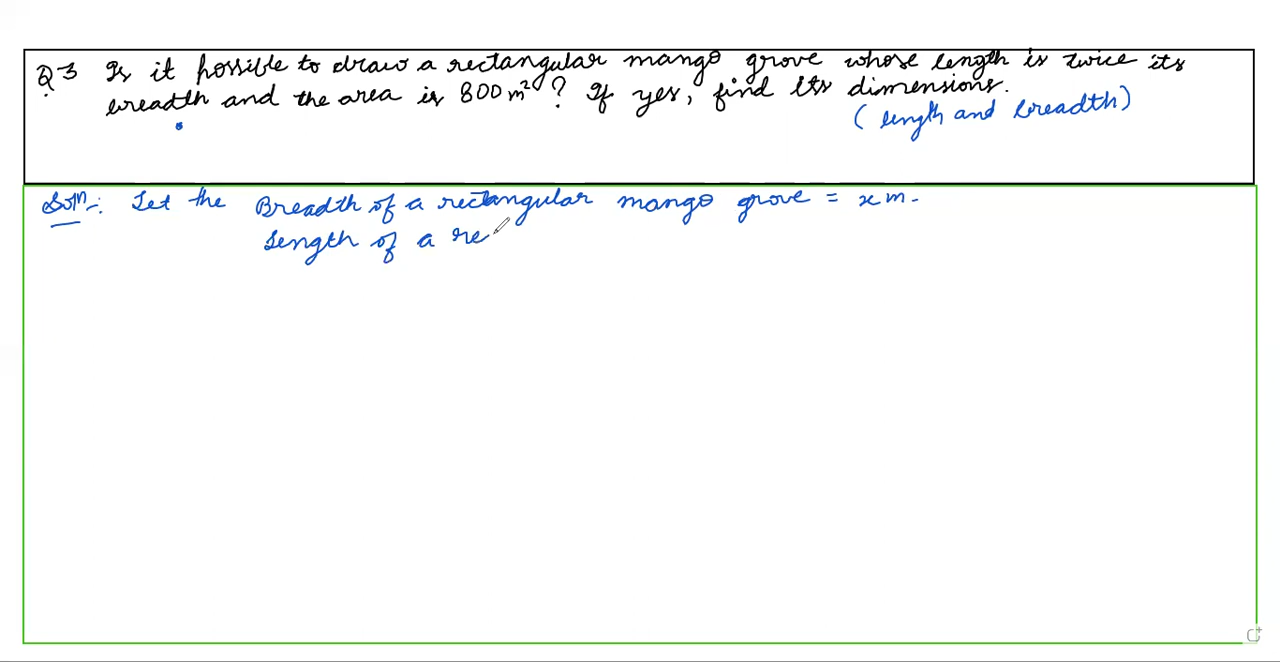 Q3 Is it possible to draw a rectangular mango grove whose length is twice its
breadth and the area is 800 m²? If yes, find its dimensions.
(length and breadth)
Solⁿ:- Let the Breadth of a rectangular mango grove = x m.
Length of a re